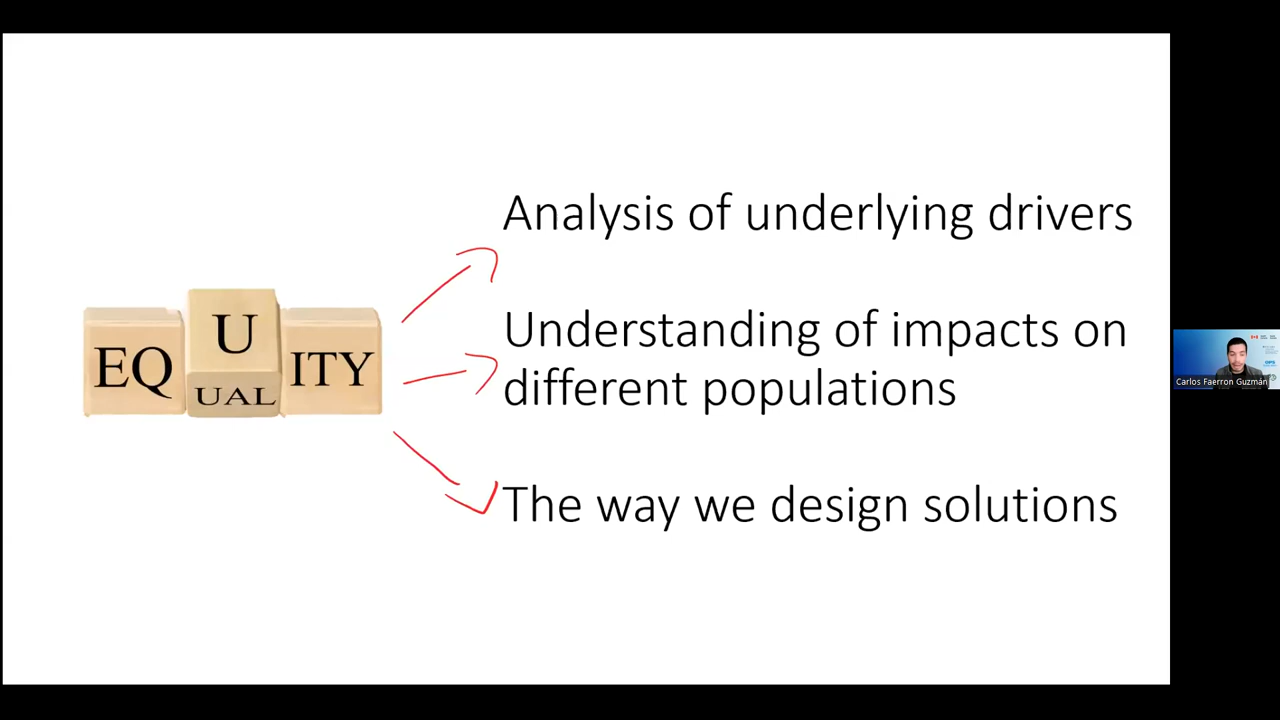 Analysis of underlying drivers
EQ U ITY
UAL
Understanding of impacts on
different populations
The way we design solutions
Carlos Faerron Guzmán